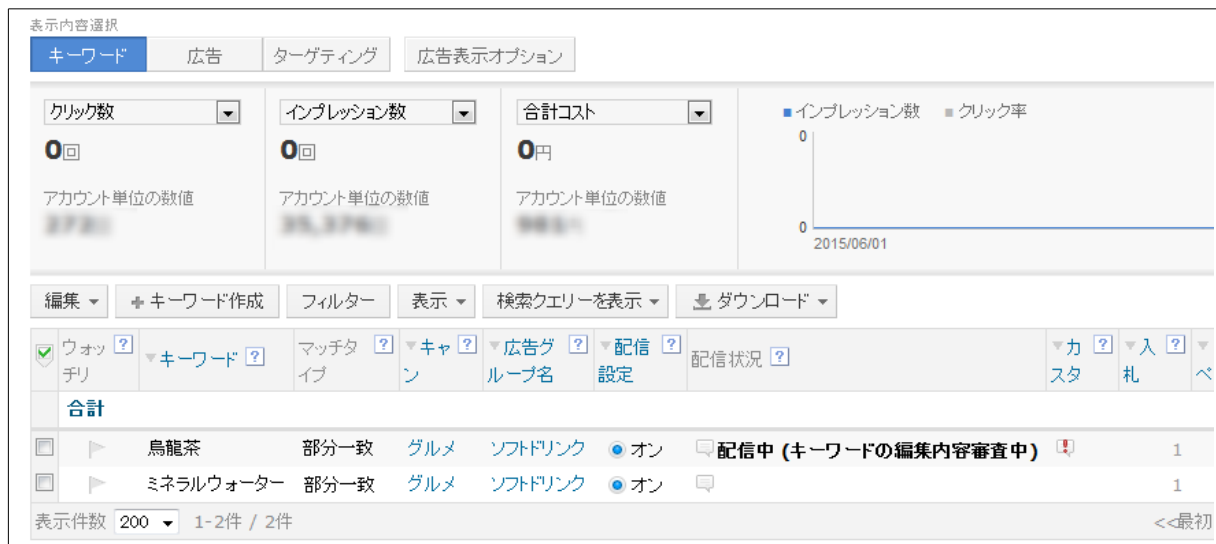 表示内容選択
キーワード 広告 ターゲティング 広告表示オプション
クリック数 インプレッション数 合計コスト インプレッション数 クリック率
0回 0回 0円 0
アカウント単位の数値 アカウント単位の数値 アカウント単位の数値
0
2015/06/01
編集 キーワード作成 フィルター 表示 検索クエリーを表示 ダウンロード
ウォッチリ ? キーワード ? マッチタイプ ? キャン ? 広告グループ名 ? 配信設定 ? 配信状況 ? カスタ ? 入札 ? ペ
合計
烏龍茶 部分一致 グルメ ソフトドリンク オン 配信中 (キーワードの編集内容審査中) 1
ミネラルウォーター 部分一致 グルメ ソフトドリンク オン 1
表示件数 200 1-2件 / 2件 <<最初